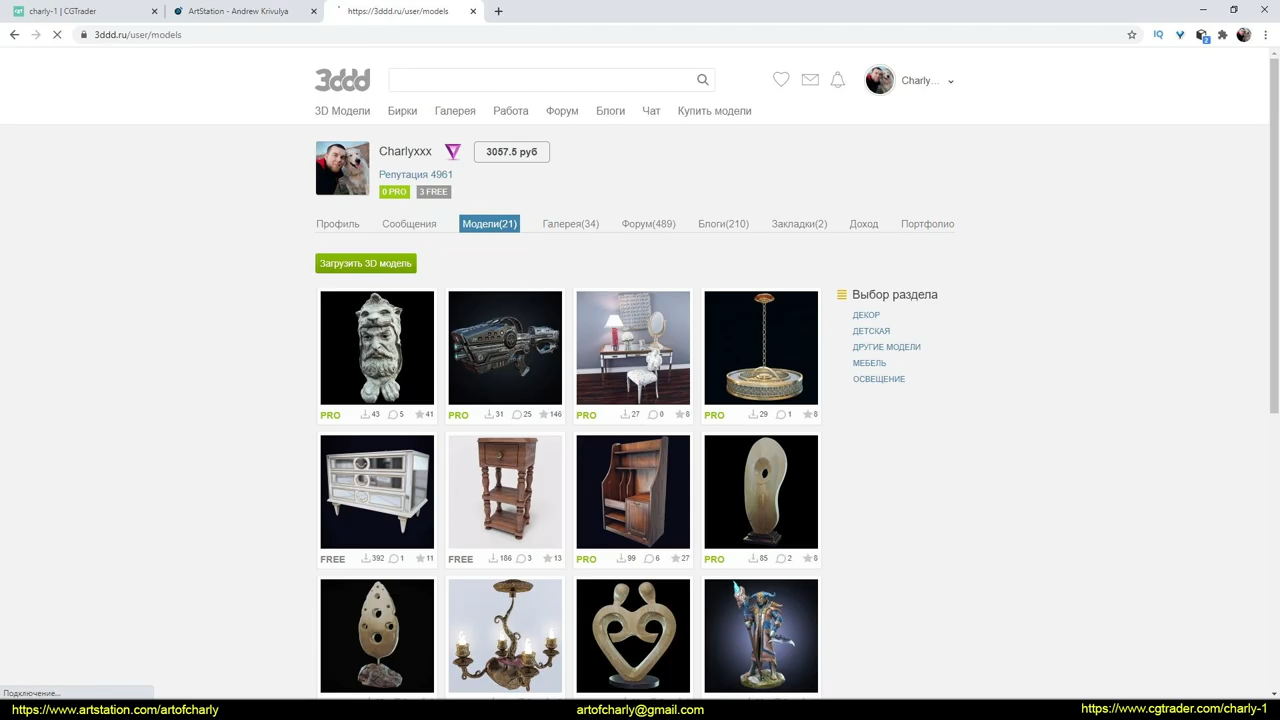 charly-1 | CGTrader
ArtStation - Andrew Krivulya
https://3ddd.ru/user/models
3ddd.ru/user/models
IQ
2
3ddd
Charly...
3D Модели Бирки Галерея Работа Форум Блоги Чат Купить модели
Charlyxxx
3057.5 руб
Репутация 4961
0 PRO 3 FREE
Профиль Сообщения Модели(21) Галерея(34) Форум(489) Блоги(210) Закладки(2) Доход Портфолио
Загрузить 3D модель
Выбор раздела
ДЕКОР
ДЕТСКАЯ
ДРУГИЕ МОДЕЛИ
МЕБЕЛЬ
ОСВЕЩЕНИЕ
PRO 43 5 41
PRO 31 25 146
PRO 27 0 8
PRO 29 1 8
FREE 392 1 11
FREE 186 3 13
PRO 99 6 27
PRO 85 2 8
Подключение...
https://www.artstation.com/artofcharly
artofcharly@gmail.com
https://www.cgtrader.com/charly-1